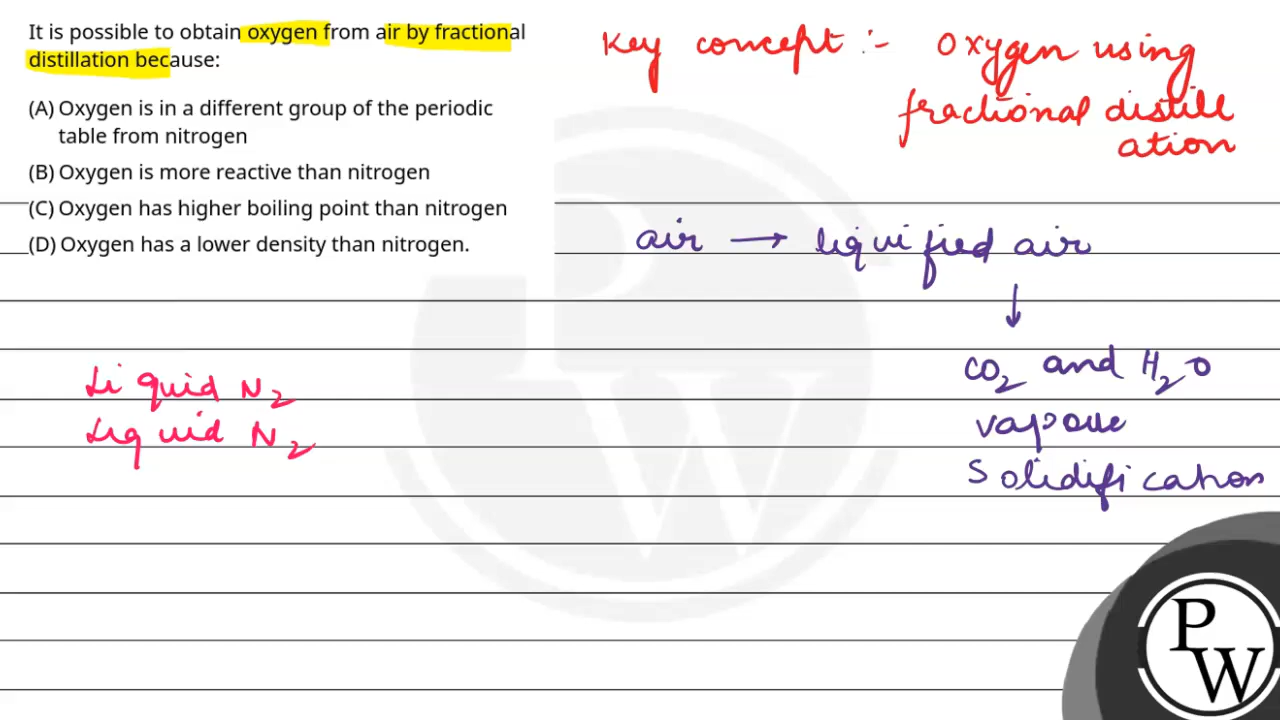 It is possible to obtain oxygen from air by fractional
distillation because:
(A) Oxygen is in a different group of the periodic
table from nitrogen
(B) Oxygen is more reactive than nitrogen
(C) Oxygen has higher boiling point than nitrogen
(D) Oxygen has a lower density than nitrogen.
Key concept :- Oxygen using
fractional distill
ation
air → liquified air
↓
CO2 and H2O
vapour
Solidification
Liquid N2
Liquid N2
PW
PW